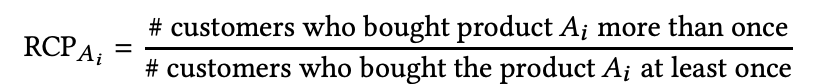 RCP_{A_i} = # customers who bought product A_i more than once
# customers who bought the product A_i at least once